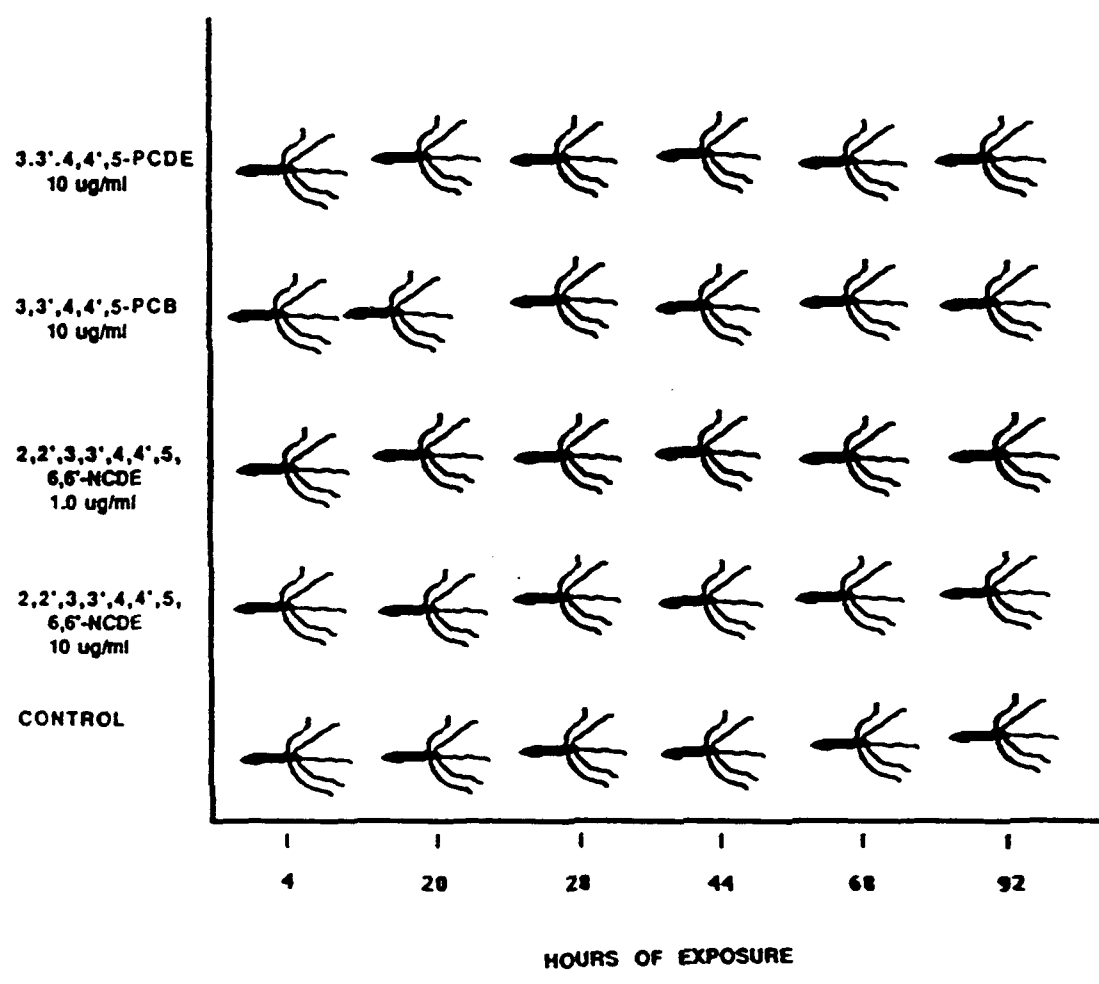 3.3'.4,4',5-PCDE
10 ug/ml
3,3',4,4',5-PCB
10 ug/ml
2,2',3,3',4,4',5,
6,6'-NCDE
1.0 ug/ml
2,2',3,3',4,4',5,
6,6'-NCDE
10 ug/ml
CONTROL
4 20 28 44 68 92
HOURS OF EXPOSURE